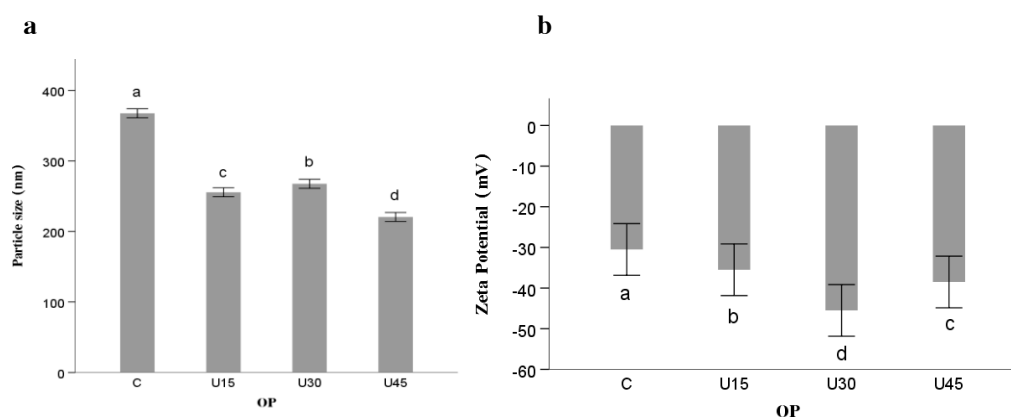 a
Particle size (nm)
400
300
200
100
0
a
c
b
d
C U15 U30 U45
OP
b
Zeta Potential (mV)
0
-10
-20
-30
-40
-50
-60
a
b
d
c
C U15 U30 U45
OP